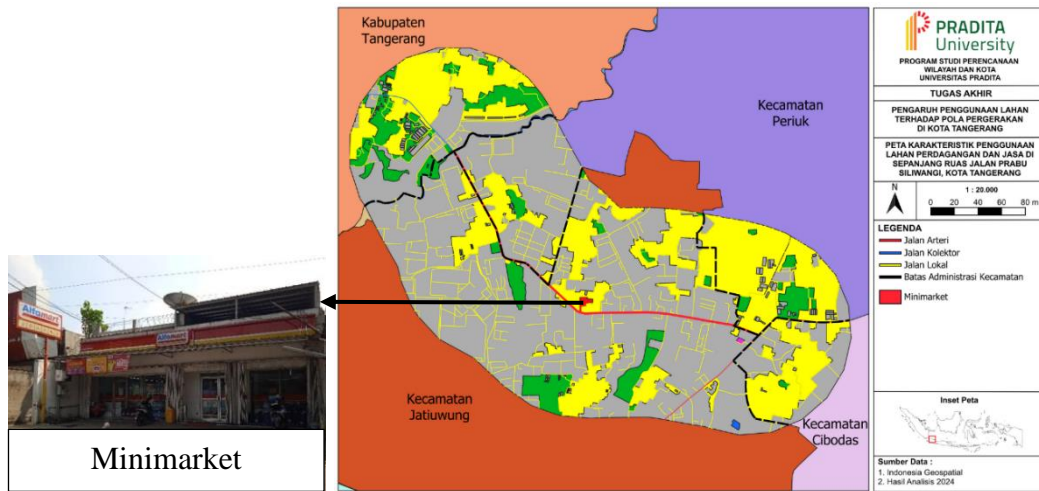 Kabupaten
Tangerang
Kecamatan
Periuk
Kecamatan
Jatiuwung
Kecamatan
Cibodas
Alfamart
Alfamart
Minimarket
PRADITA
University
PROGRAM STUDI PERENCANAAN
WILAYAH DAN KOTA
UNIVERSITAS PRADITA
TUGAS AKHIR
PENGARUH PENGGUNAAN LAHAN
TERHADAP POLA PERGERAKAN
DI KOTA TANGERANG
PETA KARAKTERISTIK PENGGUNAAN
LAHAN PERDAGANGAN DAN JASA DI
SEPANJANG RUAS JALAN PRABU
SILIWANGI, KOTA TANGERANG
N
1 : 20.000
0 20 40 60 80 m
LEGENDA
Jalan Arteri
Jalan Kolektor
Jalan Lokal
Batas Administrasi Kecamatan
Minimarket
Inset Peta
Sumber Data :
1. Indonesia Geospatial
2. Hasil Analisis 2024